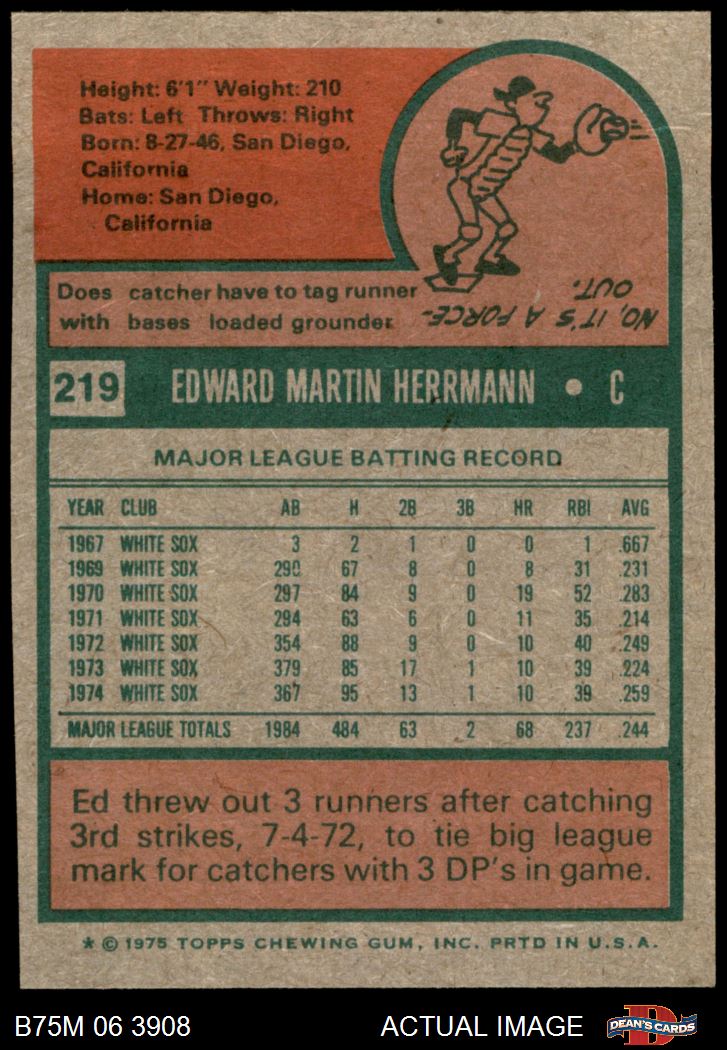 Height: 6'1" Weight: 210
Bats: Left Throws: Right
Born: 8-27-46, San Diego,
California
Home: San Diego,
California
Does catcher have to tag runner
with bases loaded grounder
NO, IT'S A FORCE-
OUT.
219 EDWARD MARTIN HERRMANN • C
MAJOR LEAGUE BATTING RECORD
YEAR CLUB AB H 2B 3B HR RBI AVG
1967 WHITE SOX 3 2 1 0 0 1 .667
1969 WHITE SOX 290 67 8 0 8 31 .231
1970 WHITE SOX 297 84 9 0 19 52 .283
1971 WHITE SOX 294 63 6 0 11 35 .214
1972 WHITE SOX 354 88 9 0 10 40 .249
1973 WHITE SOX 379 85 17 1 10 39 .224
1974 WHITE SOX 367 95 13 1 10 39 .259
MAJOR LEAGUE TOTALS 1984 484 63 2 68 237 .244
Ed threw out 3 runners after catching
3rd strikes, 7-4-72, to tie big league
mark for catchers with 3 DP's in game.
* © 1975 TOPPS CHEWING GUM, INC. PRTD IN U.S.A.
B75M 06 3908 ACTUAL IMAGE DEAN'S CARDS